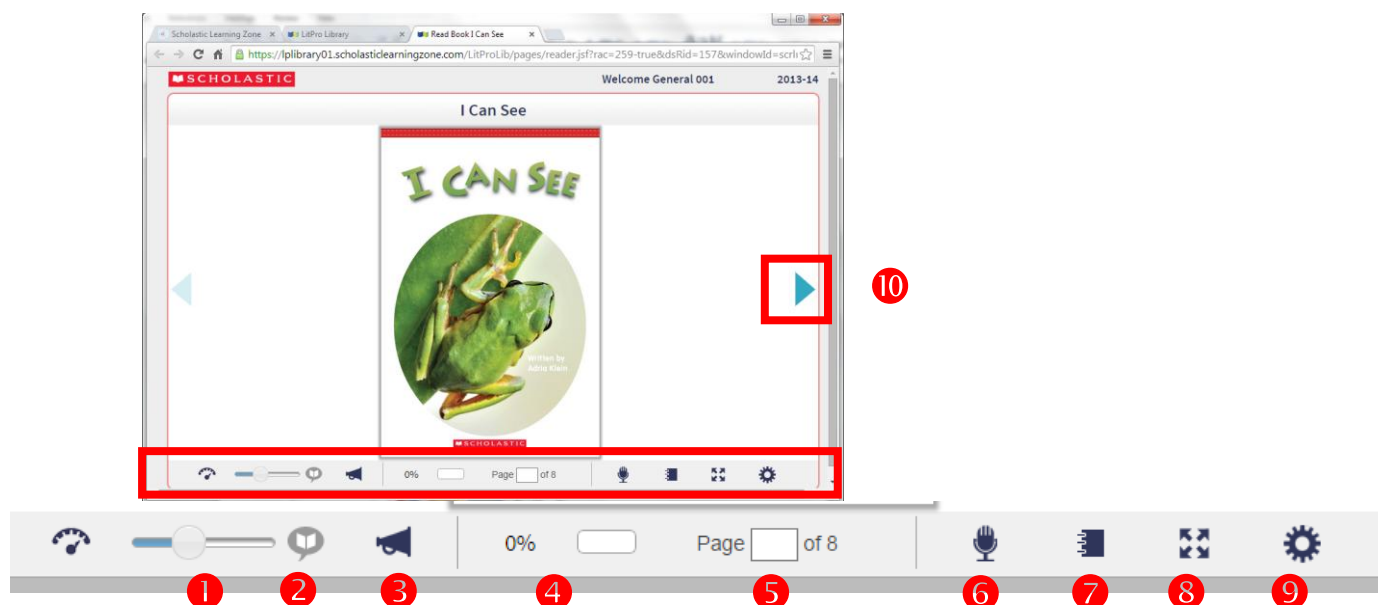 Scholastic Learning Zone
LitPro Library
Read Book I Can See
https://lplibrary01.scholasticlearningzone.com/LitProLib/pages/reader.jsf?rac=259-true&dsRid=157&windowId=scrli
SCHOLASTIC
Welcome General 001
2013-14
I Can See
I CAN SEE
Written by
Adria Klein
SCHOLASTIC
0%
Page of 8
10
0%
Page of 8
1
2
3
4
5
6
7
8
9